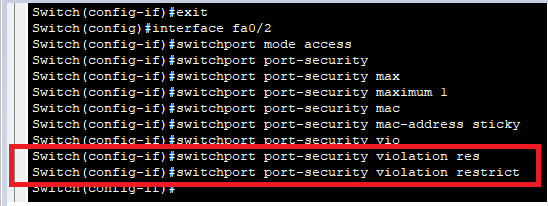 Switch(config-if)#exit
Switch(config)#interface fa0/2
Switch(config-if)#switchport mode access
Switch(config-if)#switchport port-security
Switch(config-if)#switchport port-security max
Switch(config-if)#switchport port-security maximum 1
Switch(config-if)#switchport port-security mac
Switch(config-if)#switchport port-security mac-address sticky
Switch(config-if)#switchport port-security vio
Switch(config-if)#switchport port-security violation res
Switch(config-if)#switchport port-security violation restrict
Switch(config-if)#